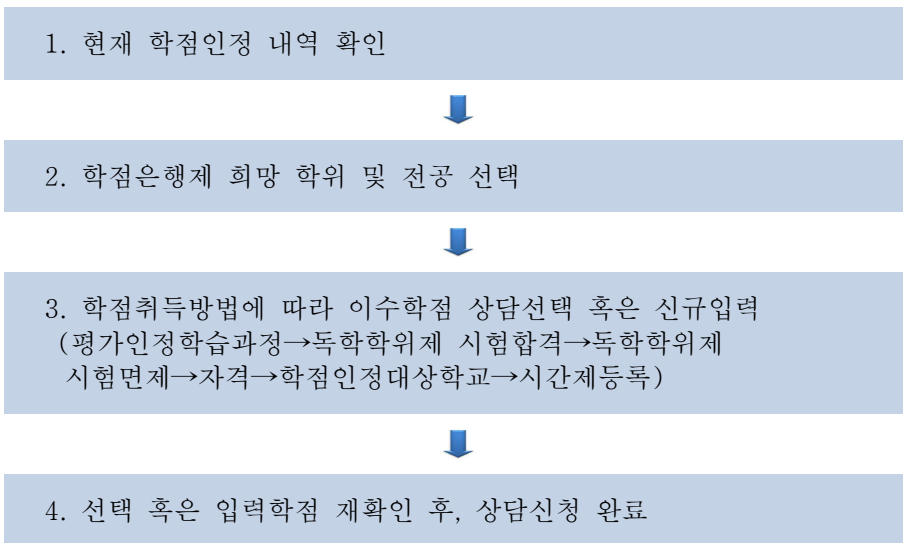 1. 현재 학점인정 내역 확인
2. 학점은행제 희망 학위 및 전공 선택
3. 학점취득방법에 따라 이수학점 상담선택 혹은 신규입력
(평가인정학습과정→독학학위제 시험합격→독학학위제
시험면제→자격→학점인정대상학교→시간제등록)
4. 선택 혹은 입력학점 재확인 후, 상담신청 완료